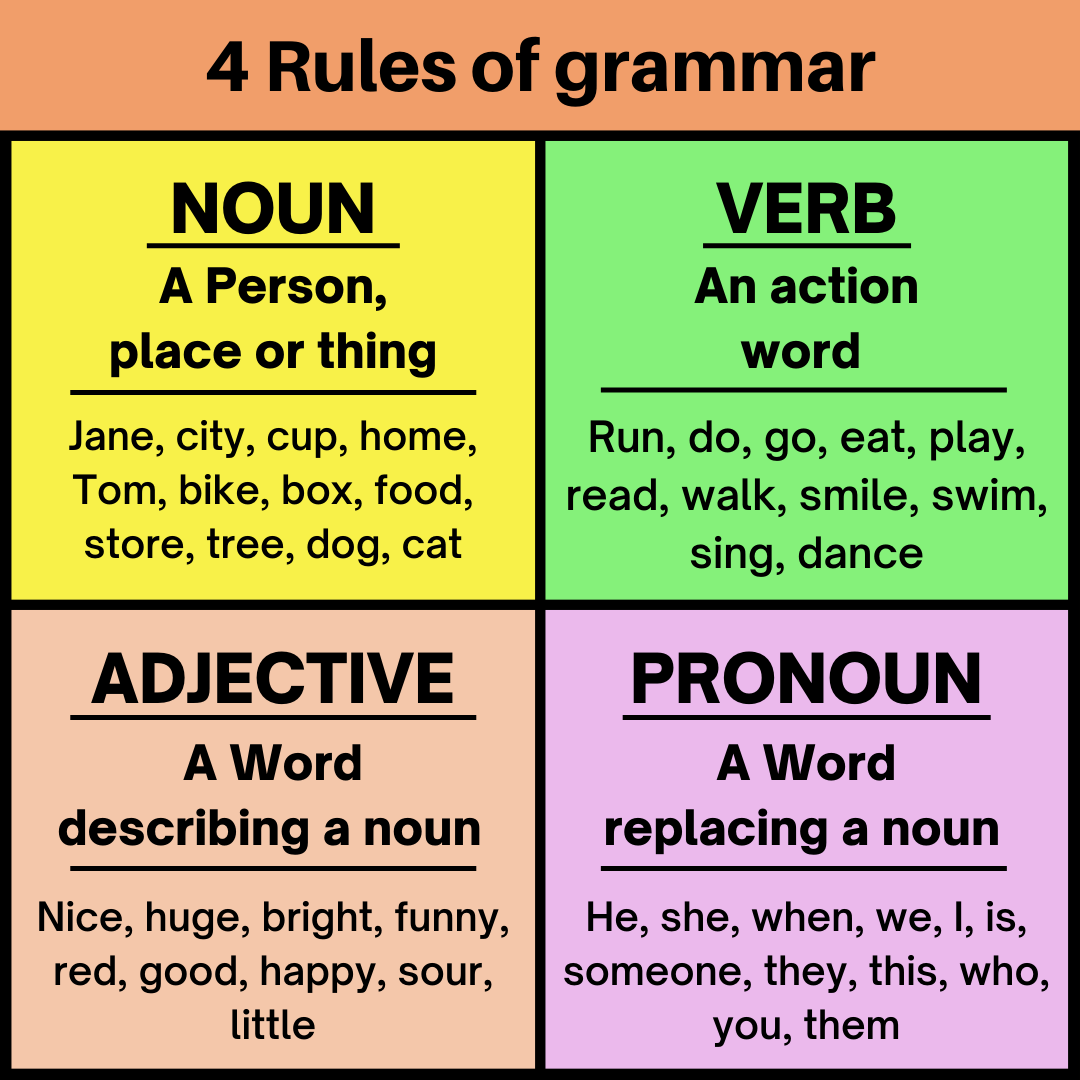 4 Rules of grammar
NOUN
A Person,
place or thing
Jane, city, cup, home,
Tom, bike, box, food,
store, tree, dog, cat
VERB
An action
word
Run, do, go, eat, play,
read, walk, smile, swim,
sing, dance
ADJECTIVE
A Word
describing a noun
Nice, huge, bright, funny,
red, good, happy, sour,
little
PRONOUN
A Word
replacing a noun
He, she, when, we, I, is,
someone, they, this, who,
you, them